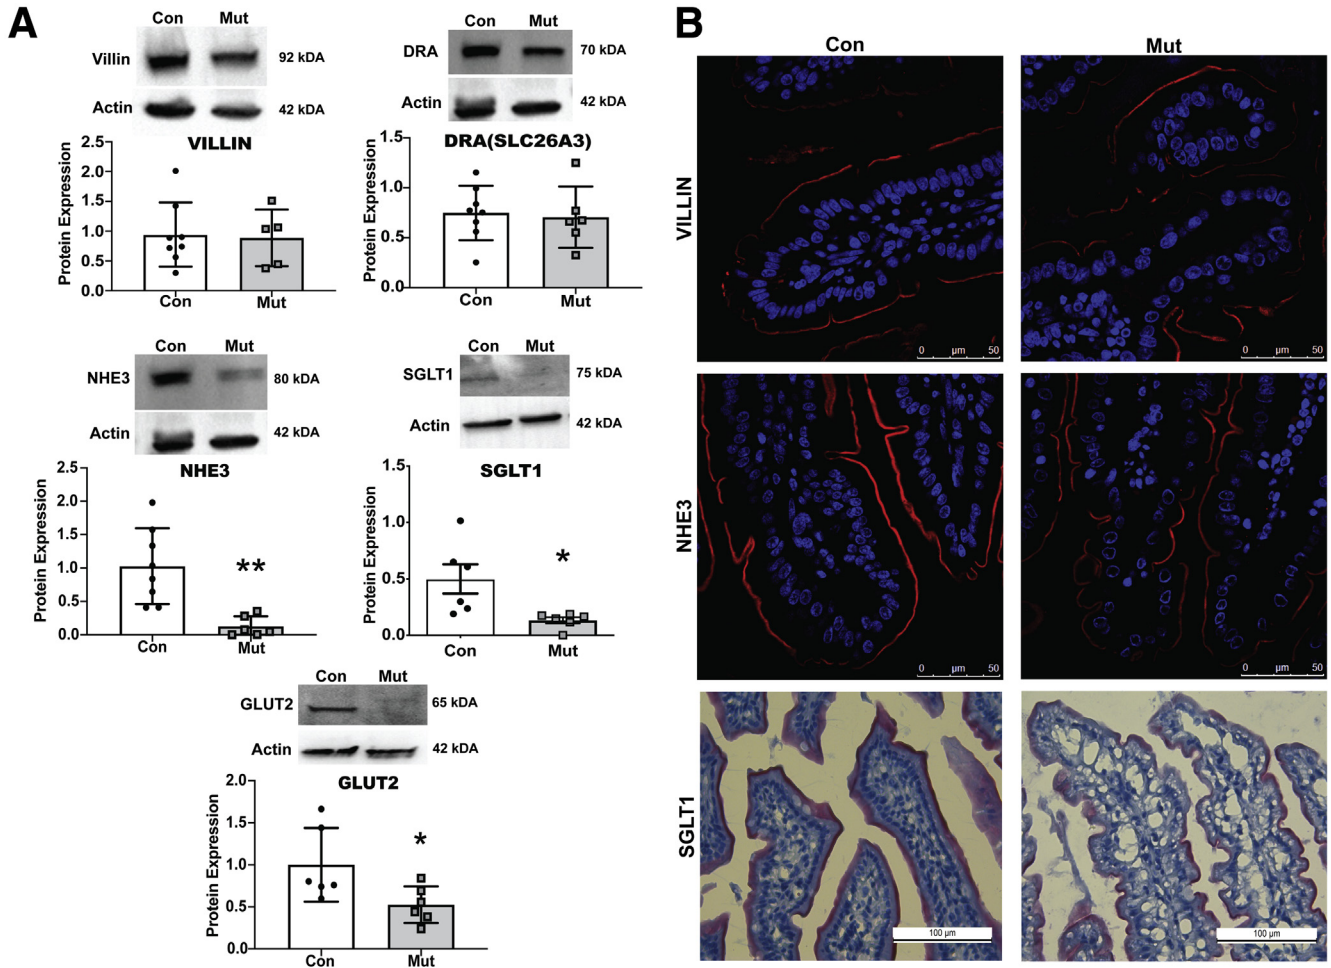 A
Con Mut
Villin 92 kDA
Actin 42 kDA
VILLIN
Protein Expression
2.5
2.0
1.5
1.0
0.5
0.0
Con Mut
Con Mut
DRA 70 kDA
Actin 42 kDA
DRA(SLC26A3)
Protein Expression
1.5
1.0
0.5
0.0
Con Mut
Con Mut
NHE3 80 kDA
Actin 42 kDA
NHE3
Protein Expression
2.5
2.0
1.5
1.0
0.5
0.0
**
Con Mut
Con Mut
SGLT1 75 kDA
Actin 42 kDA
SGLT1
Protein Expression
1.5
1.0
0.5
0.0
*
Con Mut
Con Mut
GLUT2 65 kDA
Actin 42 kDA
GLUT2
Protein Expression
2.0
1.5
1.0
0.5
0.0
*
Con Mut
B
Con Mut
VILLIN
0 µm 50
0 µm 50
NHE3
0 µm 50
0 µm 50
SGLT1
100 µm
100 µm